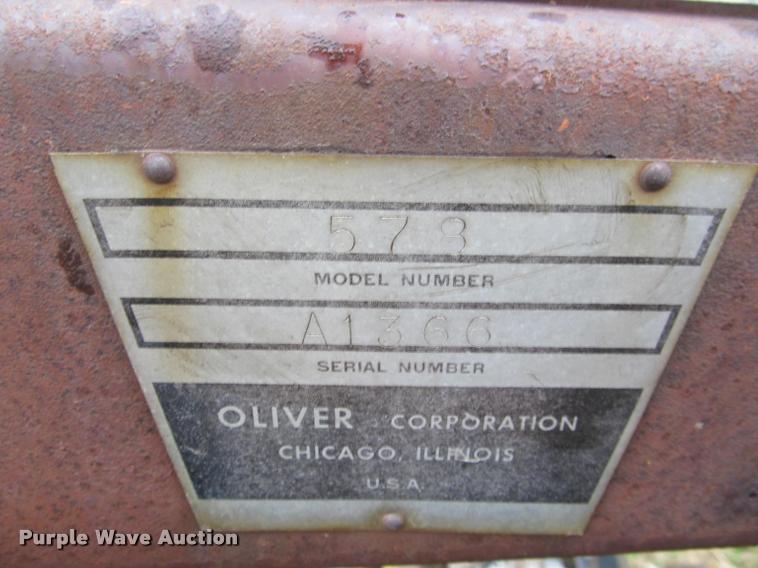 578
MODEL NUMBER
A1366
SERIAL NUMBER
OLIVER CORPORATION
CHICAGO, ILLINOIS
U.S.A.
Purple Wave Auction